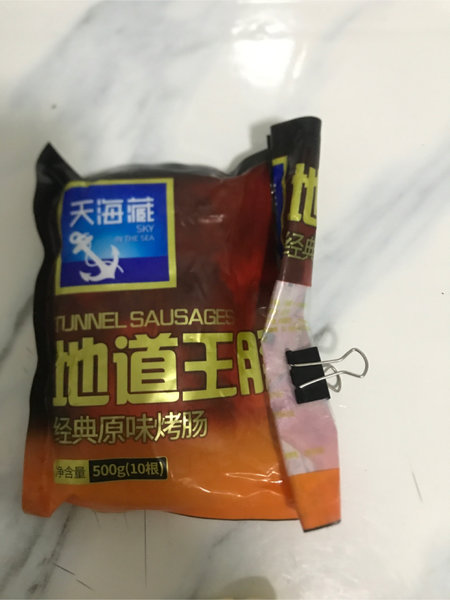 天海藏
SKY
IN THE SEA
TUNNEL SAUSAGES
地道王肠
经典原味烤肠
净含量 500g(10根)
地
经典